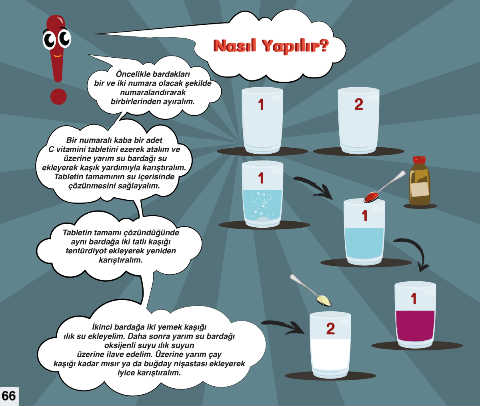 Nasıl Yapılır?
Öncelikle bardakları
bir ve iki numara olacak şekilde
numaralandırarak
birbirlerinden ayıralım.
1
2
Bir numaralı kaba bir adet
C vitamini tabletini ezerek atalım ve
üzerine yarım su bardağı su
ekleyerek kaşık yardımıyla karıştıralım.
Tabletin tamamının su içerisinde
çözünmesini sağlayalım.
1
1
Tabletin tamamı çözündüğünde
aynı bardağa iki tatlı kaşığı
tentürdiyot ekleyerek yeniden
karıştıralım.
1
İkinci bardağa iki yemek kaşığı
ılık su ekleyelim. Daha sonra yarım su bardağı
oksijenli suyu ılık suyun
üzerine ilave edelim. Üzerine yarım çay
kaşığı kadar mısır ya da buğday nişastası ekleyerek
iyice karıştıralım.
2
66